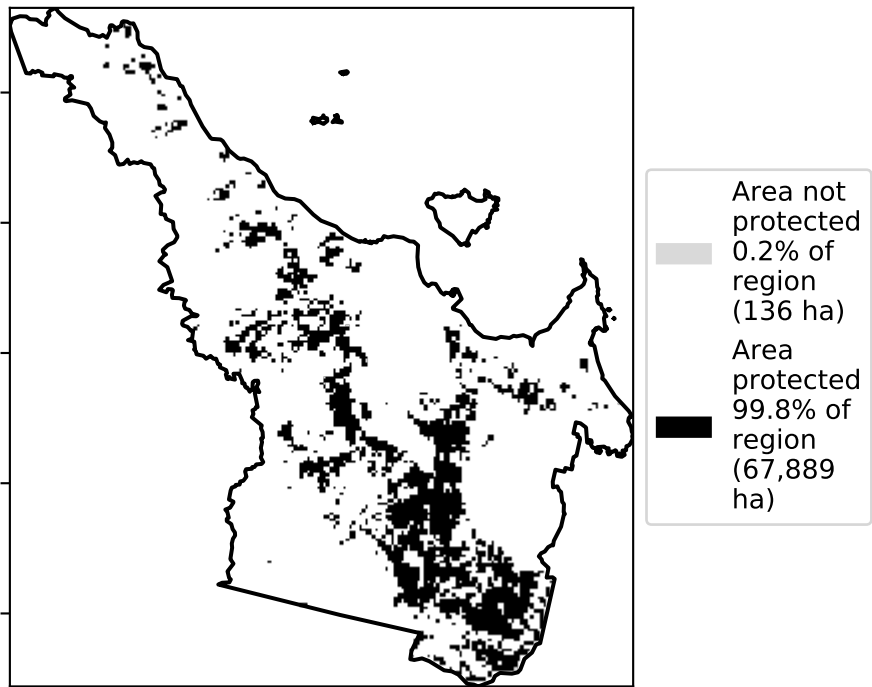 Area not
protected
0.2% of
region
(136 ha)
Area
protected
99.8% of
region
(67,889
ha)